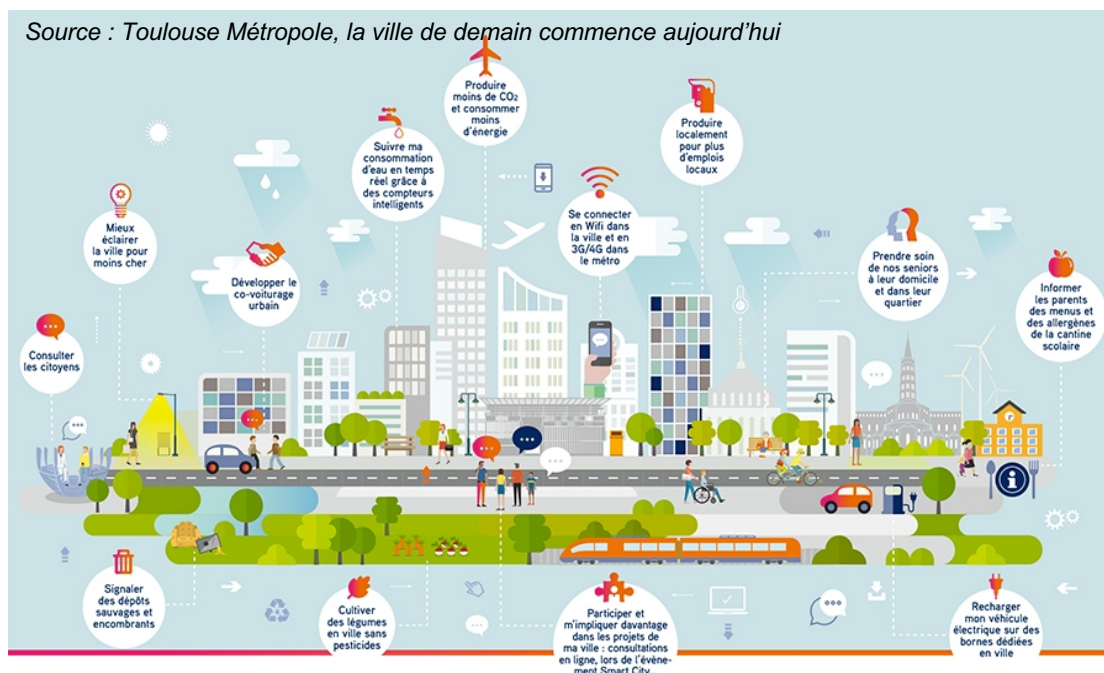 Source : Toulouse Métropole, la ville de demain commence aujourd’hui
Produire
moins de CO₂
et consommer
moins
d'énergie
Suivre ma
consommation
d'eau en temps
réel grâce à
des compteurs
intelligents
Produire
localement
pour plus
d'emplois
locaux
Mieux
éclairer
la ville pour
moins cher
Se connecter
en Wifi dans
la ville et en
3G/4G dans
le métro
Prendre soin
de nos seniors
à leur domicile
et dans leur
quartier
Développer le
co-voiturage
urbain
Informer
les parents
des menus et
des allergènes
de la cantine
scolaire
Consulter
les citoyens
Signaler
des dépôts
sauvages et
encombrants
Cultiver
des légumes
en ville sans
pesticides
Participer et
m'impliquer davantage
dans les projets de
ma ville : consultations
en ligne, lors de l'évène-
ment Smart City...
Recharger
mon véhicule
électrique sur des
bornes dédiées
en ville